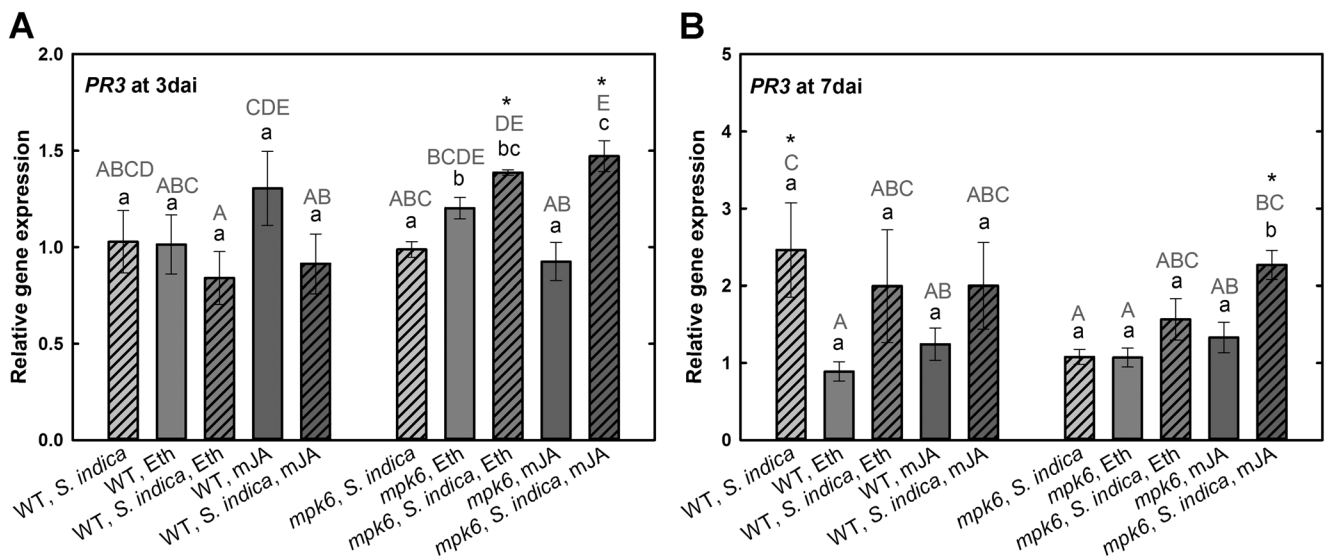 A
Relative gene expression
2.0
1.5
1.0
0.5
0.0
PR3 at 3dai
ABCD
a
ABC
a
A
a
CDE
a
AB
a
ABC
a
BCDE
b
*
DE
bc
AB
a
*
E
c
WT, S. indica
WT, Eth
WT, S. indica, Eth
WT, mJA
WT, S. indica, mJA
mpk6, S. indica
mpk6, Eth
mpk6, S. indica, Eth
mpk6, mJA
mpk6, S. indica, mJA
B
Relative gene expression
5
4
3
2
1
0
PR3 at 7dai
*
C
a
A
a
ABC
a
AB
a
ABC
a
A
a
A
a
ABC
a
AB
a
*
BC
b
WT, S. indica
WT, Eth
WT, S. indica, Eth
WT, mJA
WT, S. indica, mJA
mpk6, S. indica
mpk6, Eth
mpk6, S. indica, Eth
mpk6, mJA
mpk6, S. indica, mJA